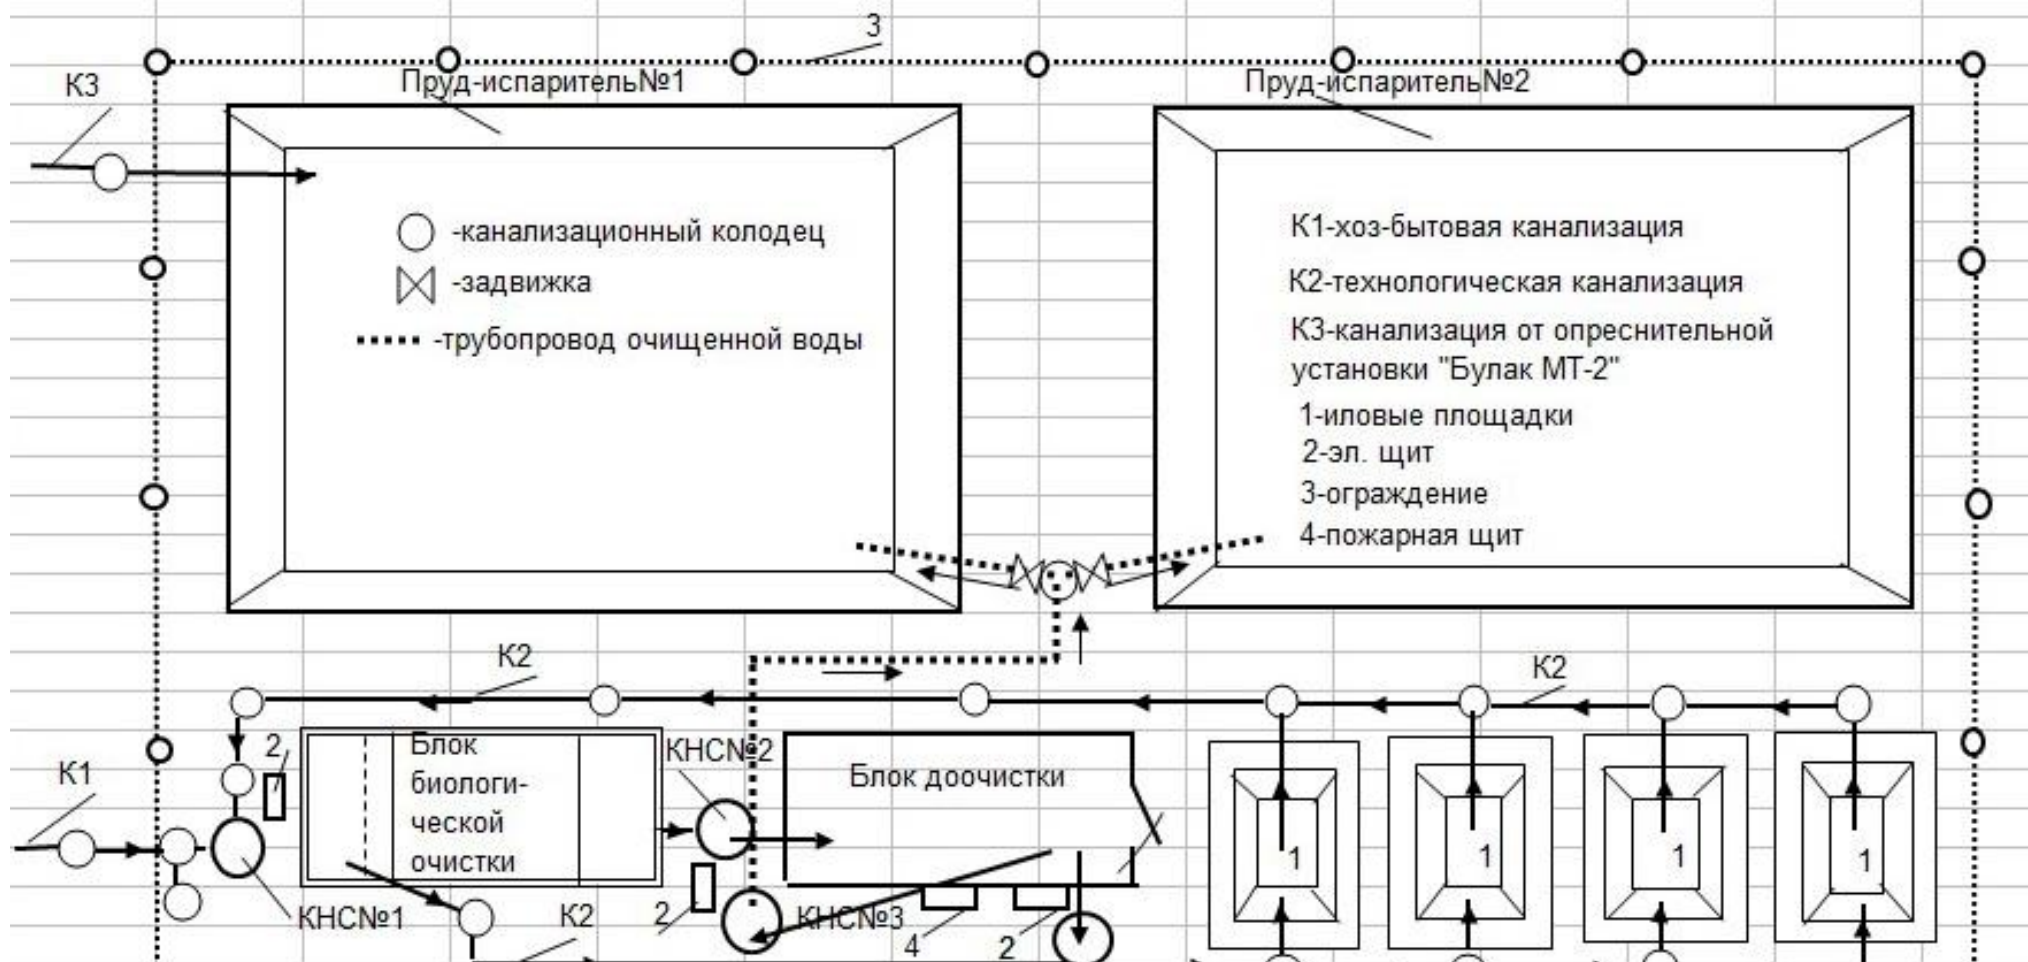 3
Пруд-испаритель№1
Пруд-испаритель№2
К3
-канализационный колодец
-задвижка
-трубопровод очищенной воды
К1-хоз-бытовая канализация
К2-технологическая канализация
К3-канализация от опреснительной
установки "Булак МТ-2"
1-иловые площадки
2-эл. щит
3-ограждение
4-пожарная щит
К2
К2
2
Блок
биологи-
ческой
очистки
КНС№2
Блок доочистки
К1
1
1
1
1
КНС№1
К2
2
КНС№3
4
2